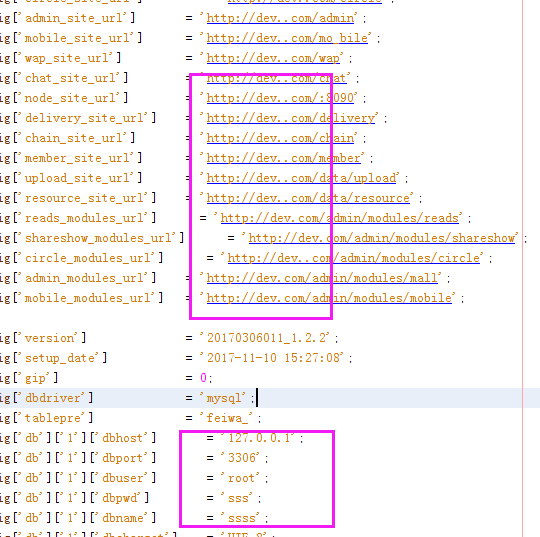 ig['admin_site_url'] = 'http://dev..com/admin';
ig['mobile_site_url'] = 'http://dev..com/mo bile';
ig['wap_site_url'] = 'http://dev..com/wap';
ig['chat_site_url'] = 'http://dev..com/chat';
ig['node_site_url'] = 'http://dev..com/:8090';
ig['delivery_site_url'] = 'http://dev..com/delivery';
ig['chain_site_url'] = 'http://dev..com/chain';
ig['member_site_url'] = 'http://dev..com/member';
ig['upload_site_url'] = 'http://dev..com/data/upload';
ig['resource_site_url'] = 'http://dev..com/data/resource';
ig['reads_modules_url'] = 'http://dev.com/admin/modules/reads';
ig['shareshow_modules_url'] = 'http://dev.com/admin/modules/shareshow';
ig['circle_modules_url'] = 'http://dev..com/admin/modules/circle';
ig['admin_modules_url'] = 'http://dev.com/admin/modules/mall';
ig['mobile_modules_url'] = 'http://dev.com/admin/modules/mobile';
ig['version'] = '20170306011_1.2.2';
ig['setup_date'] = '2017-11-10 15:27:08';
ig['gip'] = 0;
ig['dbdriver'] = 'mysql';
ig['tablepre'] = 'feiwa_';
ig['db']['1']['dbhost'] = '127.0.0.1';
ig['db']['1']['dbport'] = '3306';
ig['db']['1']['dbuser'] = 'root';
ig['db']['1']['dbpwd'] = 'sss';
ig['db']['1']['dbname'] = 'ssss';